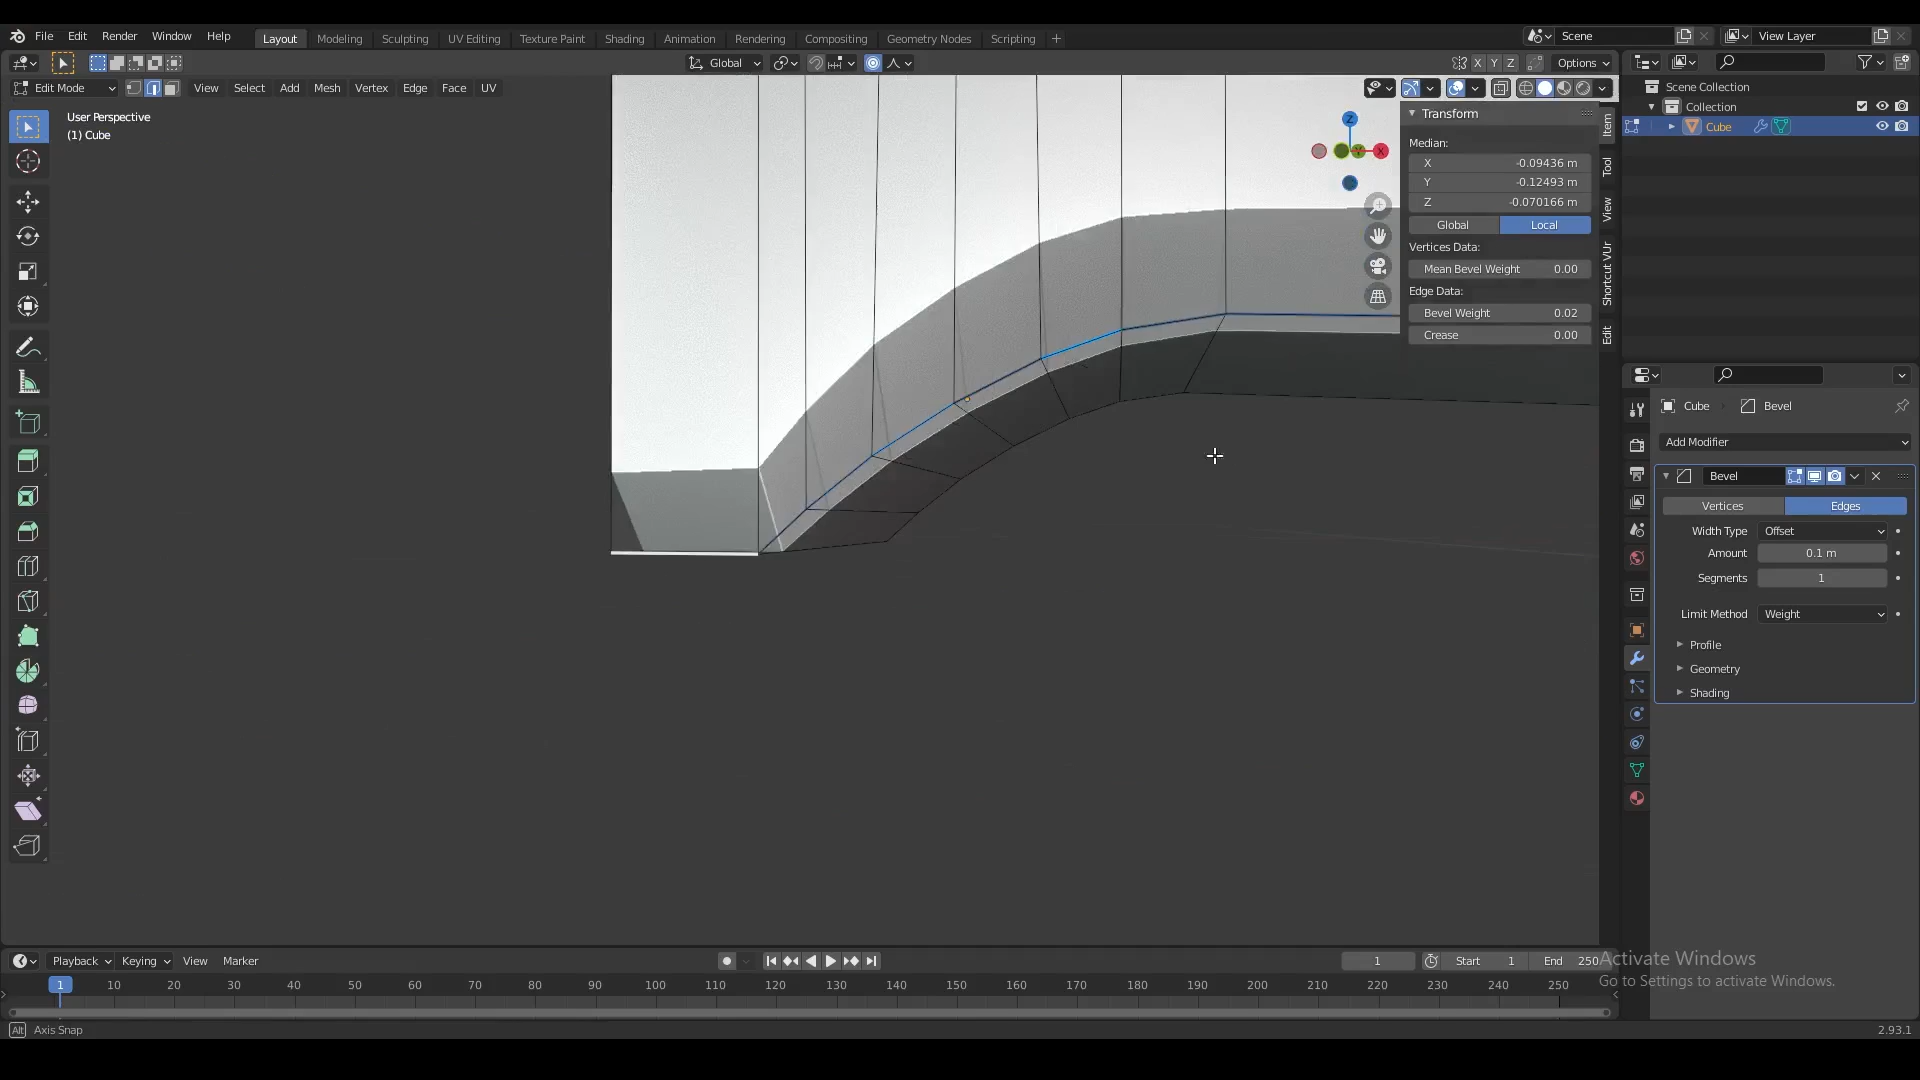 File Edit Render Window Help Layout Modeling Sculpting UV Editing Texture Paint Shading Animation Rendering Compositing Geometry Nodes Scripting + Scene View Layer
Global X Y Z Options
Edit Mode View Select Add Mesh Vertex Edge Face UV
User Perspective
(1) Cube
Z
X
Transform
Median:
X -0.09436 m
Y -0.12493 m
Z -0.070166 m
Global Local
Vertices Data:
Mean Bevel Weight 0.00
Edge Data:
Bevel Weight 0.02
Crease 0.00
Item
Tool
View
Shortcut VUr
Edit
Scene Collection
Collection
Cube
Cube Bevel
Add Modifier
Bevel
Vertices Edges
Width Type Offset
Amount 0.1 m
Segments 1
Limit Method Weight
Profile
Geometry
Shading
Activate Windows
Go to Settings to activate Windows.
Playback Keying View Marker 1 Start 1 End 250
1 10 20 30 40 50 60 70 80 90 100 110 120 130 140 150 160 170 180 190 200 210 220 230 240 250
Alt Axis Snap 2.93.1